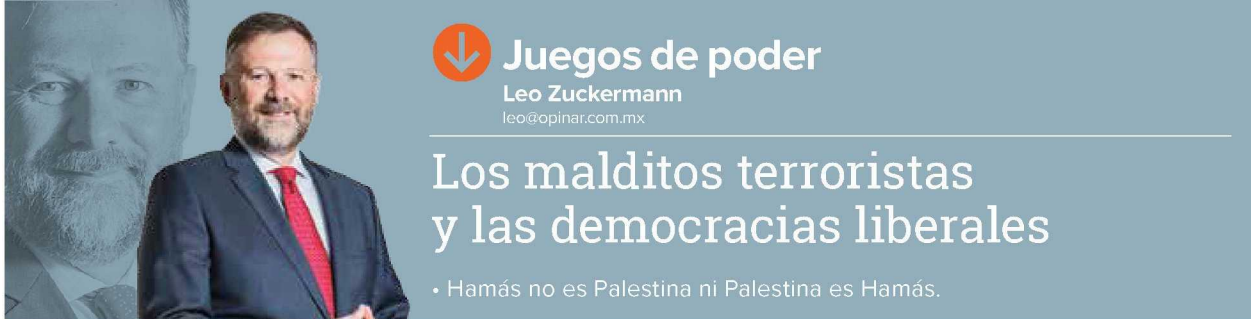 Juegos de poder
Leo Zuckermann
leo@opinar.com.mx
Los malditos terroristas
y las democracias liberales
• Hamás no es Palestina ni Palestina es Hamás.